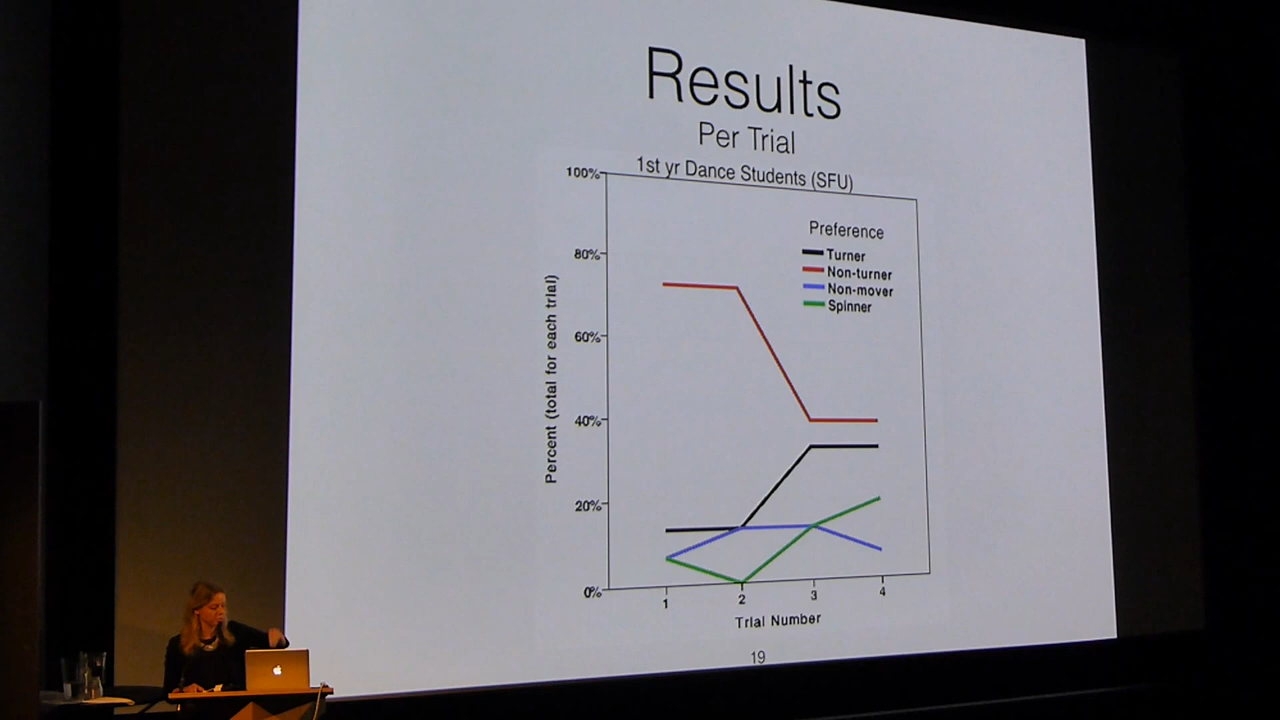 Results
Per Trial
1st yr Dance Students (SFU)
100%
80%
60%
40%
20%
0%
Percent (total for each trial)
Preference
Turner
Non-turner
Non-mover
Spinner
1 2 3 4
Trial Number
19